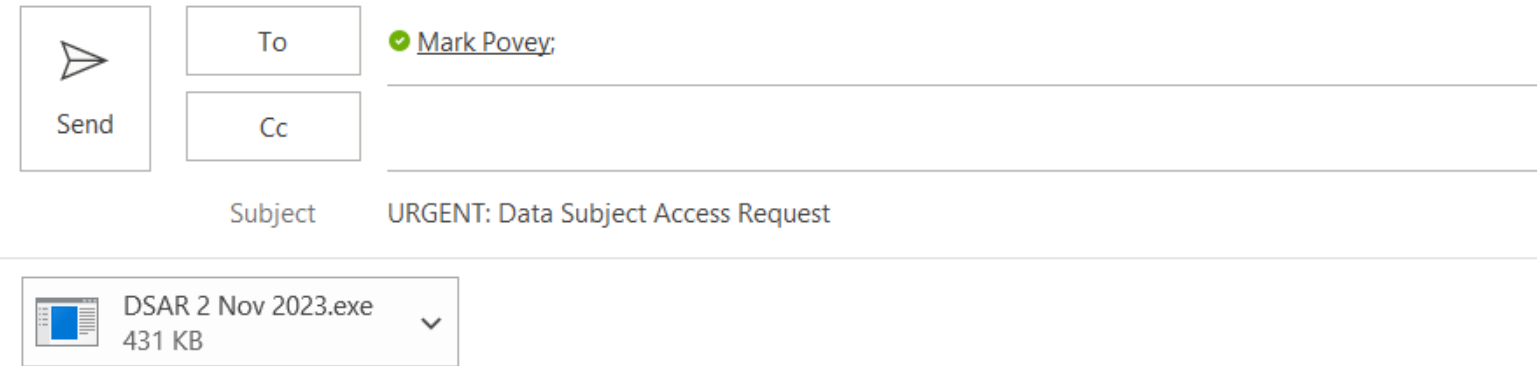 To
Mark Povey;
Send
Cc
Subject
URGENT: Data Subject Access Request
DSAR 2 Nov 2023.exe
431 KB